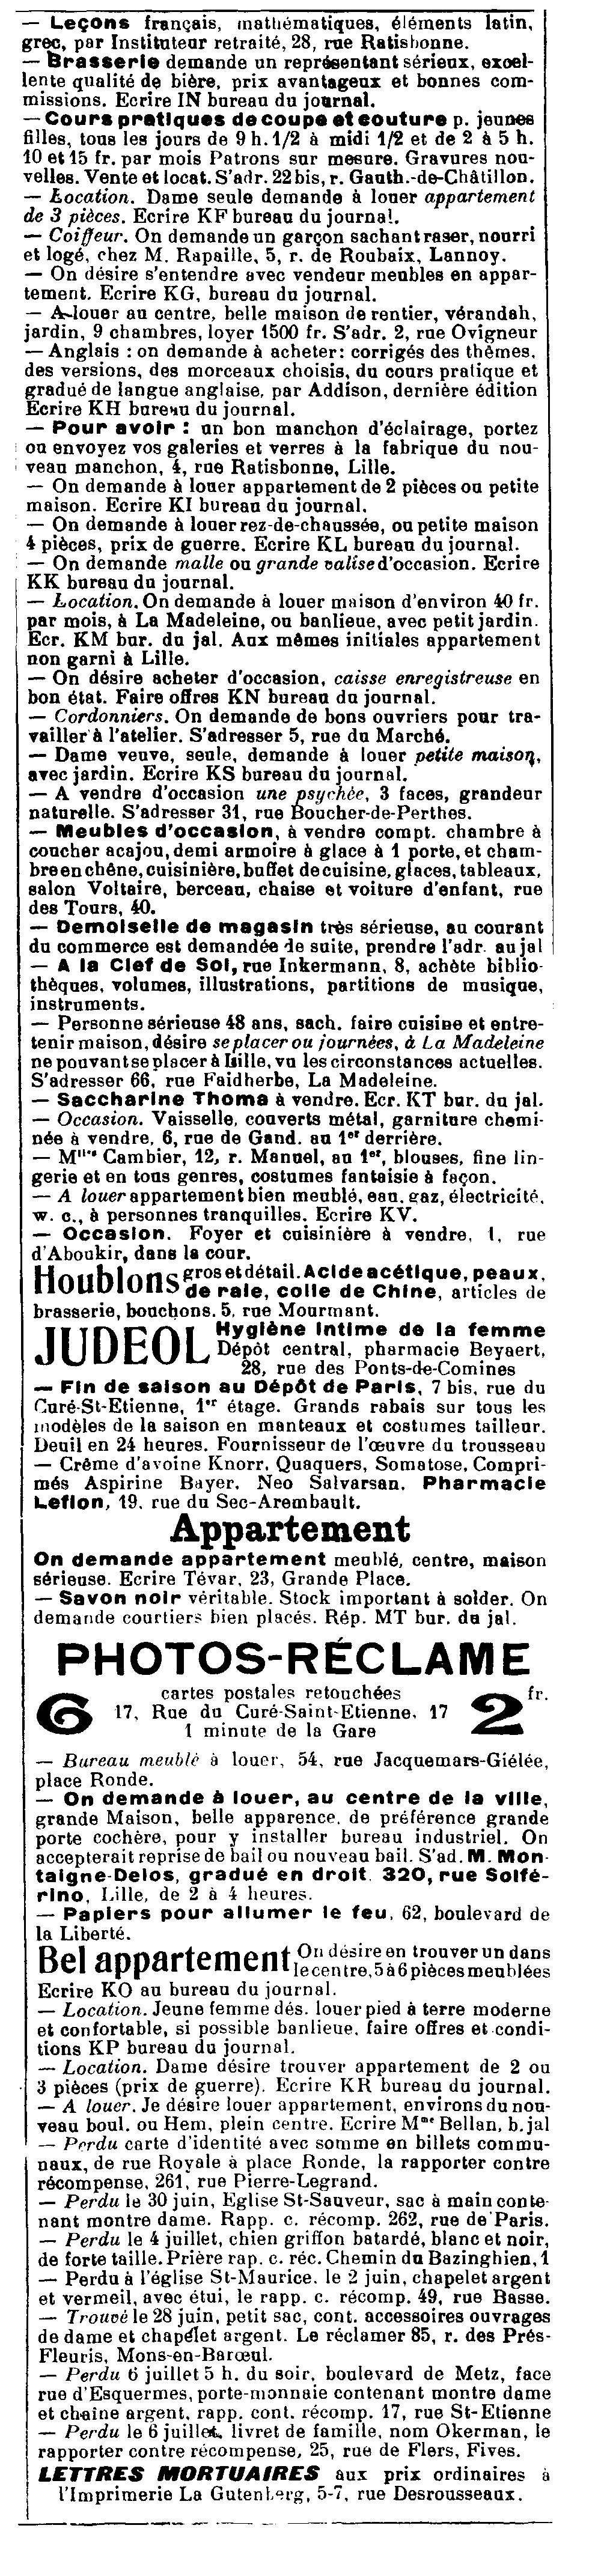 — Leçons français, mathématiques, éléments latin,
grec, par Instituteur retraité, 28, rue Ratisbonne.
— Brasserie demande un représentant sérieux, excel-
lente qualité de bière, prix avantageux et bonnes com-
missions. Ecrire IN bureau du journal.
— Cours pratiques de coupe et couture p. jeunes
filles, tous les jours de 9 h. 1/2 à midi 1/2 et de 2 à 5 h.
10 et 15 fr. par mois Patrons sur mesure. Gravures nou-
velles. Vente et locat. S'adr. 22 bis, r. Gauth.-de-Châtillon.
— Location. Dame seule demande à louer appartement
de 3 pièces. Ecrire KF bureau du journal.
— Coiffeur. On demande un garçon sachant raser, nourri
et logé, chez M. Rapaille, 5, r. de Roubaix, Lannoy.
— On désire s'entendre avec vendeur meubles en appar-
tement. Ecrire KG, bureau du journal.
— A louer au centre, belle maison de rentier, vérandah,
jardin, 9 chambres, loyer 1500 fr. S'adr. 2, rue Ovigneur
— Anglais : on demande à acheter: corrigés des thèmes,
des versions, des morceaux choisis, du cours pratique et
gradué de langue anglaise, par Addison, dernière édition
Ecrire KH bureau du journal.
— Pour avoir : un bon manchon d'éclairage, portez
ou envoyez vos galeries et verres à la fabrique du nou-
veau manchon, 4, rue Ratisbonne, Lille.
— On demande à louer appartement de 2 pièces ou petite
maison. Ecrire KI bureau du journal.
— On demande à louer rez-de-chaussée, ou petite maison
4 pièces, prix de guerre. Ecrire KL bureau du journal.
— On demande malle ou grande valise d'occasion. Ecrire
KK bureau du journal.
— Location. On demande à louer maison d'environ 40 fr.
par mois, à La Madeleine, ou banlieue, avec petit jardin.
Ecr. KM bur. du jal. Aux mêmes initiales appartement
non garni à Lille.
— On désire acheter d'occasion, caisse enregistreuse en
bon état. Faire offres KN bureau du journal.
— Cordonniers. On demande de bons ouvriers pour tra-
vailler à l'atelier. S'adresser 5, rue du Marché.
— Dame veuve, seule, demande à louer petite maison,
avec jardin. Ecrire KS bureau du journal.
— A vendre d'occasion une psychée, 3 faces, grandeur
naturelle. S'adresser 31, rue Boucher-de-Perthes.
— Meubles d'occasion, à vendre compt. chambre à
coucher acajou, demi armoire à glace à 1 porte, et cham-
bre en chêne, cuisinière, buffet de cuisine, glaces, tableaux,
salon Voltaire, berceau, chaise et voiture d'enfant, rue
des Tours, 40.
— Demoiselle de magasin très sérieuse, au courant
du commerce est demandée de suite, prendre l'adr. au jal
— A la Clef de Sol, rue Inkermann, 8, achète biblio-
thèques, volumes, illustrations, partitions de musique,
instruments.
— Personne sérieuse 48 ans, sach. faire cuisine et entre-
tenir maison, désire se placer ou journées, à La Madeleine
ne pouvant se placer à Lille, vu les circonstances actuelles.
S'adresser 66, rue Faidherbe, La Madeleine.
— Saccharine Thoma à vendre. Ecr. KT bur. du jal.
— Occasion. Vaisselle, couverts métal, garniture chemi-
née à vendre, 6, rue de Gand. au 1er derrière.
— Mlle Cambier, 12, r. Manuel, au 1er, blouses, fine lin-
gerie et en tous genres, costumes fantaisie à façon.
— A louer appartement bien meublé, eau, gaz, électricité,
w. c., à personnes tranquilles. Ecrire KV.
— Occasion. Foyer et cuisinière à vendre, 1, rue
d'Aboukir, dans la cour.
Houblons gros et détail. Acide acétique, peaux,
de raie, colle de Chine, articles de
brasserie, bouchons. 5, rue Mourmant.
JUDEOL Hygiène intime de la femme
Dépôt central, pharmacie Beyaert,
28, rue des Ponts-de-Comines
— Fin de saison au Dépôt de Paris, 7 bis, rue du
Curé-St-Etienne, 1er étage. Grands rabais sur tous les
modèles de la saison en manteaux et costumes tailleur.
Deuil en 24 heures. Fournisseur de l'œuvre du trousseau
— Crême d'avoine Knorr, Quaquers, Somatose, Compri-
més Aspirine Bayer. Neo Salvarsan. Pharmacie
Leflon, 19, rue du Sec-Arembault.
Appartement
On demande appartement meublé, centre, maison
sérieuse. Ecrire Tévar, 23, Grande Place.
— Savon noir véritable. Stock important à solder. On
demande courtiers bien placés. Rép. MT bur. du jal.
PHOTOS-RÉCLAME
6 cartes postales retouchées 2 fr.
17, Rue du Curé-Saint-Etienne, 17
1 minute de la Gare
— Bureau meublé à louer, 54, rue Jacquemars-Giélée,
place Ronde.
— On demande à louer, au centre de la ville,
grande Maison, belle apparence, de préférence grande
porte cochère, pour y installer bureau industriel. On
accepterait reprise de bail ou nouveau bail. S'ad. M. Mon-
taigne-Delos, gradué en droit, 320, rue Solfé-
rino, Lille, de 2 à 4 heures.
— Papiers pour allumer le feu, 62, boulevard de
la Liberté.
Bel appartement On désire en trouver un dans
le centre, 5 à 6 pièces meublées
Ecrire KO au bureau du journal.
— Location. Jeune femme dés. louer pied à terre moderne
et confortable, si possible banlieue, faire offres et condi-
tions KP bureau du journal.
— Location. Dame désire trouver appartement de 2 ou
3 pièces (prix de guerre). Ecrire KR bureau du journal.
— A louer. Je désire louer appartement, environs du nou-
veau boul. ou Hem, plein centre. Ecrire Mme Bellan, b. jal
— Perdu carte d'identité avec somme en billets commu-
naux, de rue Royale à place Ronde, la rapporter contre
récompense, 261, rue Pierre-Legrand.
— Perdu le 30 juin, Eglise St-Sauveur, sac à main conte-
nant montre dame. Rapp. c. récomp. 262, rue de Paris.
— Perdu le 4 juillet, chien griffon batardé, blanc et noir,
de forte taille. Prière rap. c. réc. Chemin du Bazinghien, 1
— Perdu à l'église St-Maurice. le 2 juin, chapelet argent
et vermeil, avec étui, le rapp. c. récomp. 49, rue Basse.
— Trouvé le 28 juin, petit sac, cont. accessoires ouvrages
de dame et chapelet argent. Le réclamer 85, r. des Prés-
Fleuris, Mons-en-Barœul.
— Perdu 6 juillet 5 h. du soir, boulevard de Metz, face
rue d'Esquermes, porte-monnaie contenant montre dame
et chaine argent, rapp. cont. récomp. 17, rue St-Etienne
— Perdu le 6 juillet, livret de famille, nom Okerman, le
rapporter contre récompense, 25, rue de Flers, Fives.
LETTRES MORTUAIRES aux prix ordinaires à
l'Imprimerie La Gutenberg, 5-7, rue Desrousseaux.